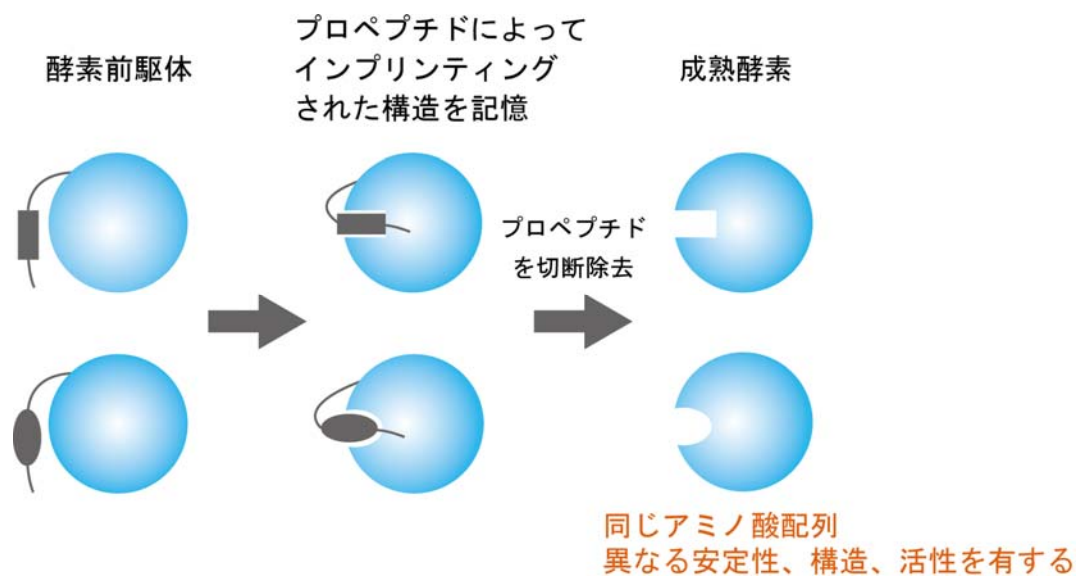 プロペプチドによって
インプリンティング
された構造を記憶
酵素前駆体
成熟酵素
プロペプチド
を切断除去
同じアミノ酸配列
異なる安定性、構造、活性を有する